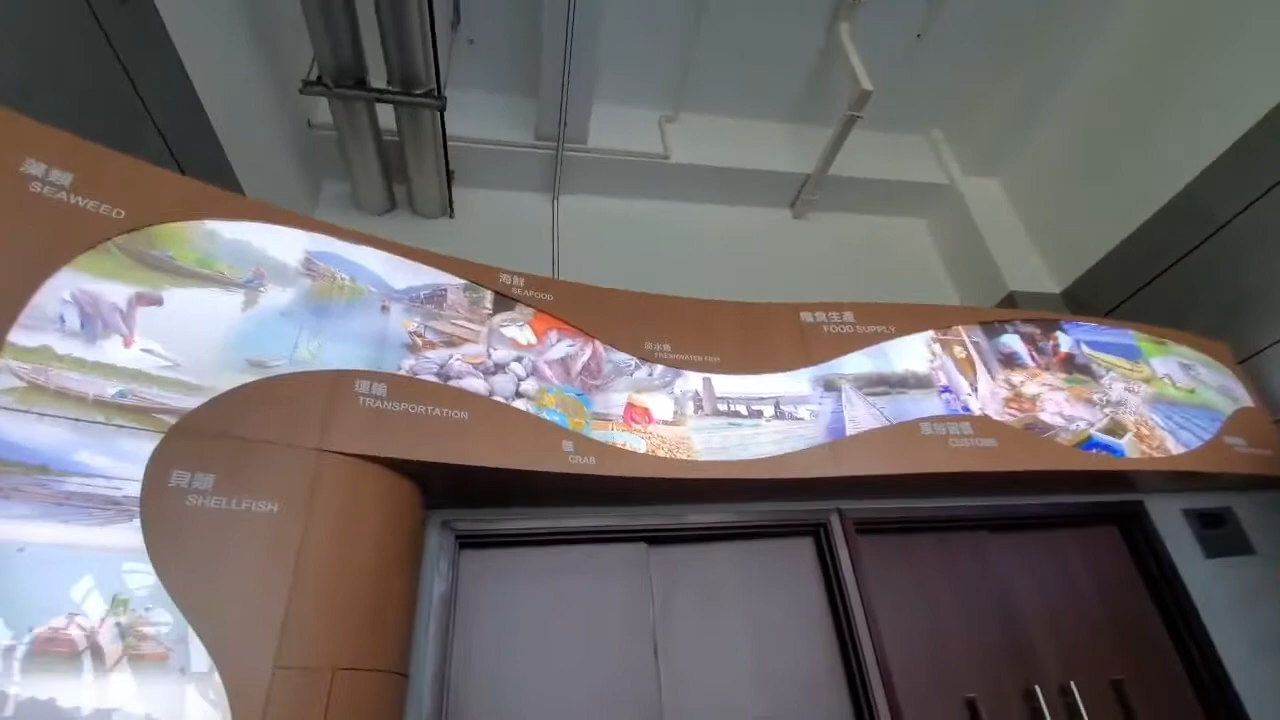 藻類
SEAWEED
海鮮
SEAFOOD
淡水魚
FRESHWATER FISH
糧食生產
FOOD SUPPLY
運輸
TRANSPORTATION
蟹
CRAB
風俗習慣
CUSTOMS
貝類
SHELLFISH